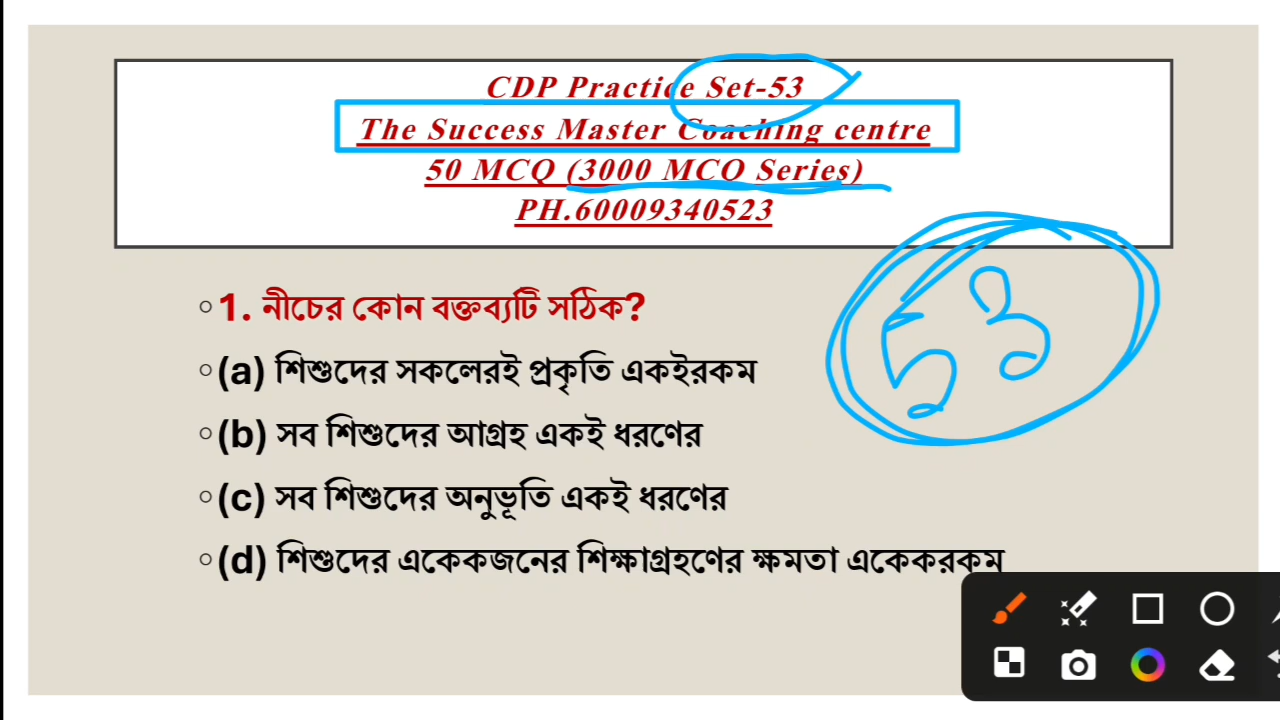 CDP Practice Set-53
The Success Master Coaching centre
50 MCQ (3000 MCQ Series)
PH.60009340523
53
1. নীচের কোন বক্তব্যটি সঠিক?
(a) শিশুদের সকলেরই প্রকৃতি একইরকম
(b) সব শিশুদের আগ্রহ একই ধরণের
(c) সব শিশুদের অনুভূতি একই ধরণের
(d) শিশুদের একেকজনের শিক্ষাগ্রহণের ক্ষমতা একেকরকম